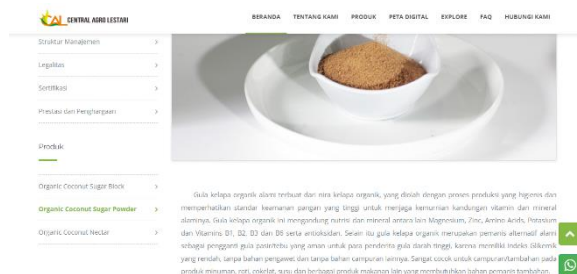 CENTRAL AGRO LESTARI
BERANDA TENTANG KAMI PRODUK PETA DIGITAL EXPLORE FAQ HUBUNGI KAMI
Struktur Manajemen
Legalitas
Sertifikasi
Prestasi dan Penghargaan
Produk
Organic Coconut Sugar Block
Organic Coconut Sugar Powder
Organic Coconut Nectar
Gula kelapa organik alami terbuat dari nira kelapa organik, yang diolah dengan proses produksi yang higienis dan
memperhatikan standar keamanan pangan yang tinggi untuk menjaga kemurnian kandungan vitamin dan mineral
alaminya. Gula kelapa organik ini mengandung nutrisi dan mineral antara lain Magnesium, Zinc, Amino Acids, Potassium
dan Vitamins B1, B2, B3 dan B6 serta antioksidan. Selain itu gula kelapa organik merupakan pemanis alternatif alami
sebagai pengganti gula pasir/tebu yang aman untuk para penderita gula darah tinggi, karena memiliki indeks Glikemik
yang rendah, tanpa bahan pengawet dan tanpa bahan campuran lainnya. Sangat cocok untuk campuran/tambahan pada
produk minuman, roti, cokelat, susu dan berbagai produk makanan lain yang membutuhkan bahan pemanis tambahan.